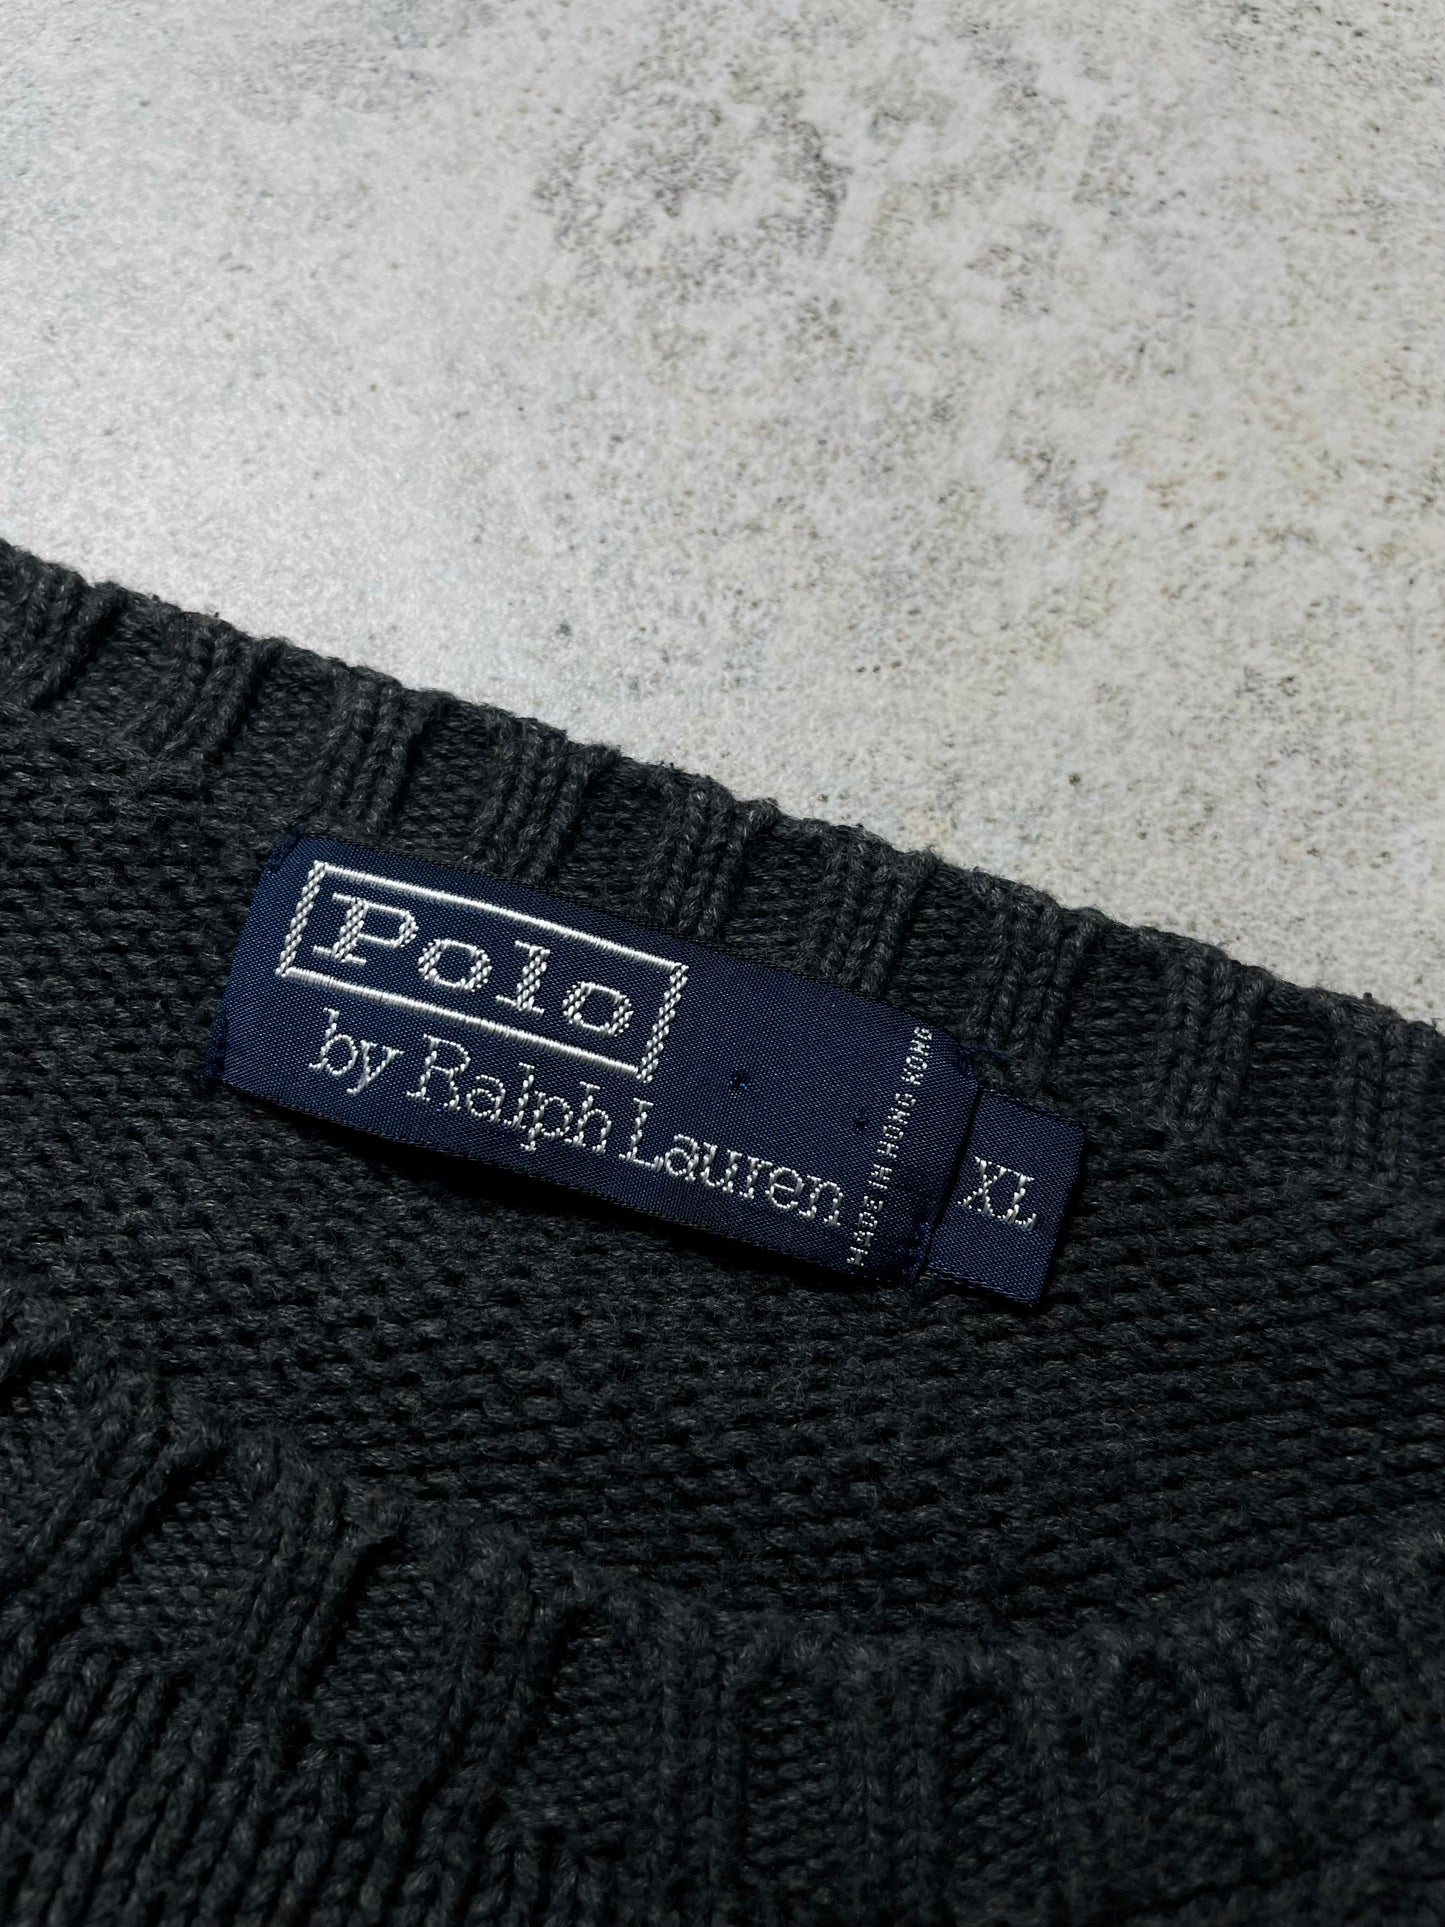 Polo
by Ralph Lauren
MADE IN HONG KONG
XL